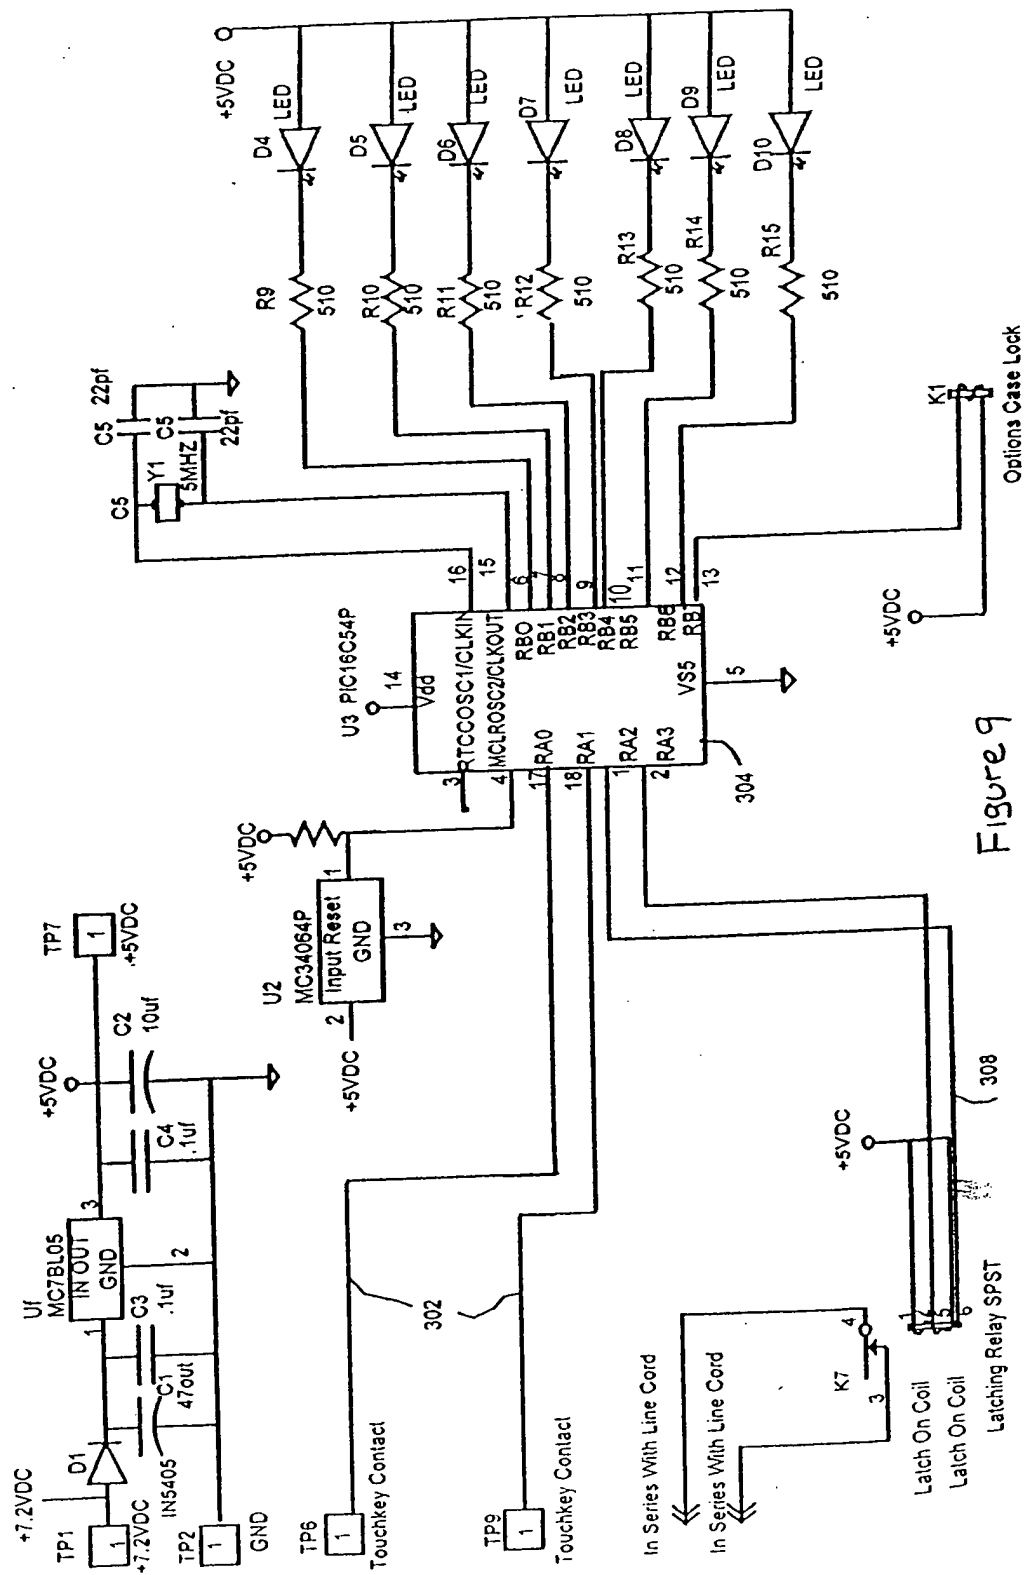 +7.2VDC
TP1
1
+7.2VDC
D1
IN5405
C1
47out
C3
.1uf
U1
MC7BL05
IN OUT
GND
1
3
2
C4
.1uf
+5VDC
C2
10uf
TP7
1
+5VDC
TP2
1
GND
U2
MC34064P
Input Reset
GND
2
1
3
+5VDC
+5VDC
TP6
1
Touchkey Contact
302
TP9
1
Touchkey Contact
U3 PIC16C54P
14
Vdd
3
RTCCOSC1/CLKIN
16
4
MCLROSC2/CLKOUT
15
17
RA0
18
RA1
1
RA2
2
RA3
RB0
6
RB1
7
RB2
8
RB3
9
RB4
10
RB5
11
RB6
12
RB
13
VS5
5
304
C5
Y1
5MHZ
C5
22pf
C5
22pf
+5VDC
R9
510
D4
LED
R10
510
D5
LED
R11
510
D6
LED
R12
510
D7
LED
R13
510
D8
LED
R14
510
D9
LED
R15
510
D10
LED
+5VDC
K1
Options Case Lock
In Series With Line Cord
In Series With Line Cord
K7
4
3
+5VDC
308
1
5
6
Latch On Coil
Latch On Coil
Latching Relay SPST
Figure 9